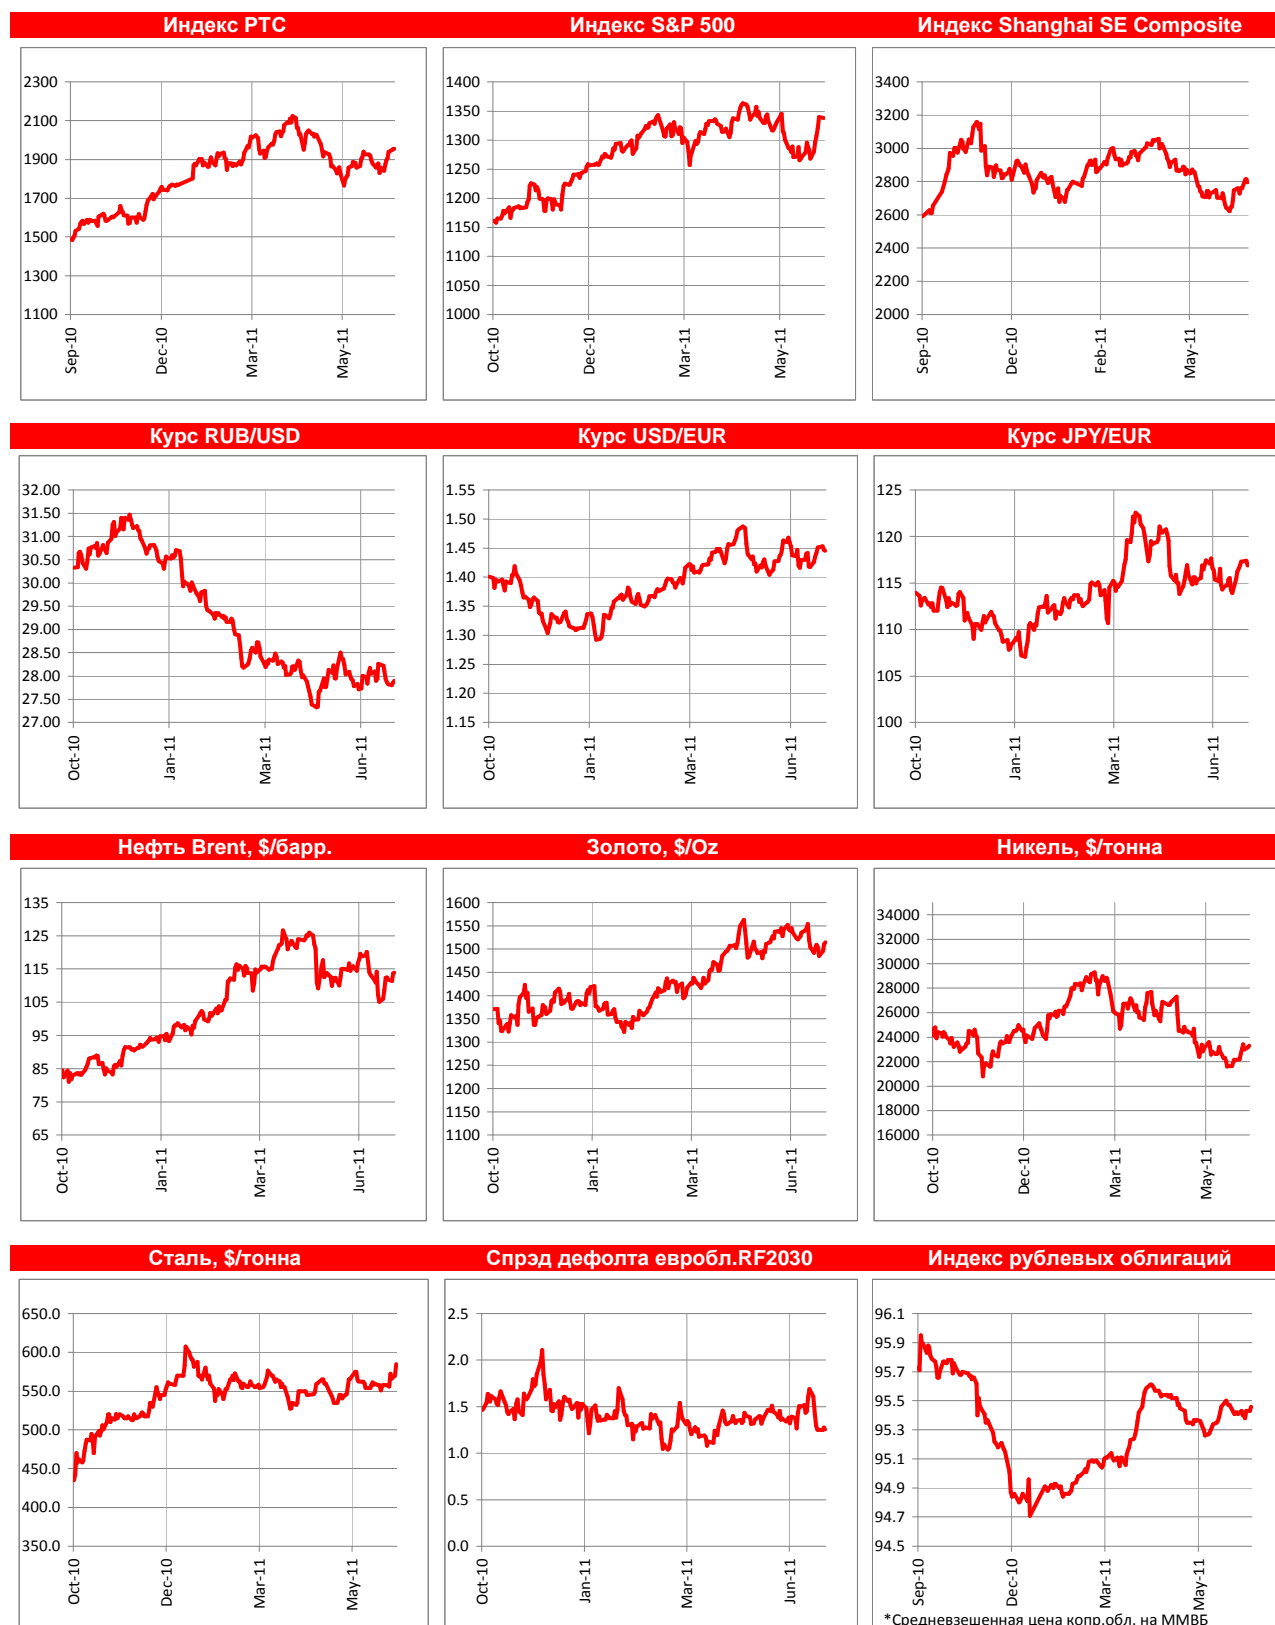 Индекс РТС
Индекс S&P 500
Индекс Shanghai SE Composite
2300
2100
1900
1700
1500
1300
1100
Sep-10
Dec-10
Mar-11
May-11
1400
1350
1300
1250
1200
1150
1100
1050
1000
Oct-10
Dec-10
Mar-11
May-11
3400
3200
3000
2800
2600
2400
2200
2000
Sep-10
Dec-10
Feb-11
May-11
Курс RUB/USD
Курс USD/EUR
Курс JPY/EUR
32.00
31.50
31.00
30.50
30.00
29.50
29.00
28.50
28.00
27.50
27.00
Oct-10
Jan-11
Mar-11
Jun-11
1.55
1.50
1.45
1.40
1.35
1.30
1.25
1.20
1.15
Oct-10
Jan-11
Mar-11
Jun-11
125
120
115
110
105
100
Oct-10
Jan-11
Mar-11
Jun-11
Нефть Brent, $/барр.
Золото, $/Oz
Никель, $/тонна
135
125
115
105
95
85
75
65
Oct-10
Jan-11
Mar-11
Jun-11
1600
1550
1500
1450
1400
1350
1300
1250
1200
1150
1100
Oct-10
Jan-11
Mar-11
Jun-11
34000
32000
30000
28000
26000
24000
22000
20000
18000
16000
Oct-10
Dec-10
Mar-11
May-11
Сталь, $/тонна
Спрэд дефолта евробл.RF2030
Индекс рублевых облигаций
650.0
600.0
550.0
500.0
450.0
400.0
350.0
Oct-10
Dec-10
Mar-11
May-11
2.5
2.0
1.5
1.0
0.5
0.0
Oct-10
Jan-11
Mar-11
Jun-11
96.1
95.9
95.7
95.5
95.3
95.1
94.9
94.7
94.5
Sep-10
Dec-10
Mar-11
May-11
*Средневзешенная цена копр.обл. на ММВБ